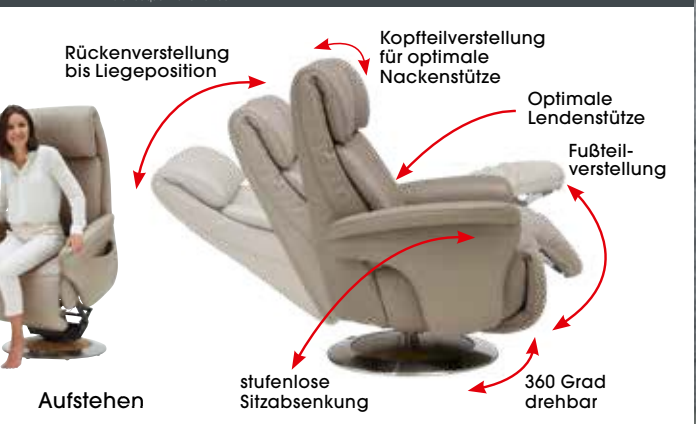 Rückenverstellung
bis Liegeposition
Kopfteilverstellung
für optimale
Nackenstütze
Optimale
Lendenstütze
Fußteil-
verstellung
Aufstehen
stufenlose
Sitzabsenkung
360 Grad
drehbar